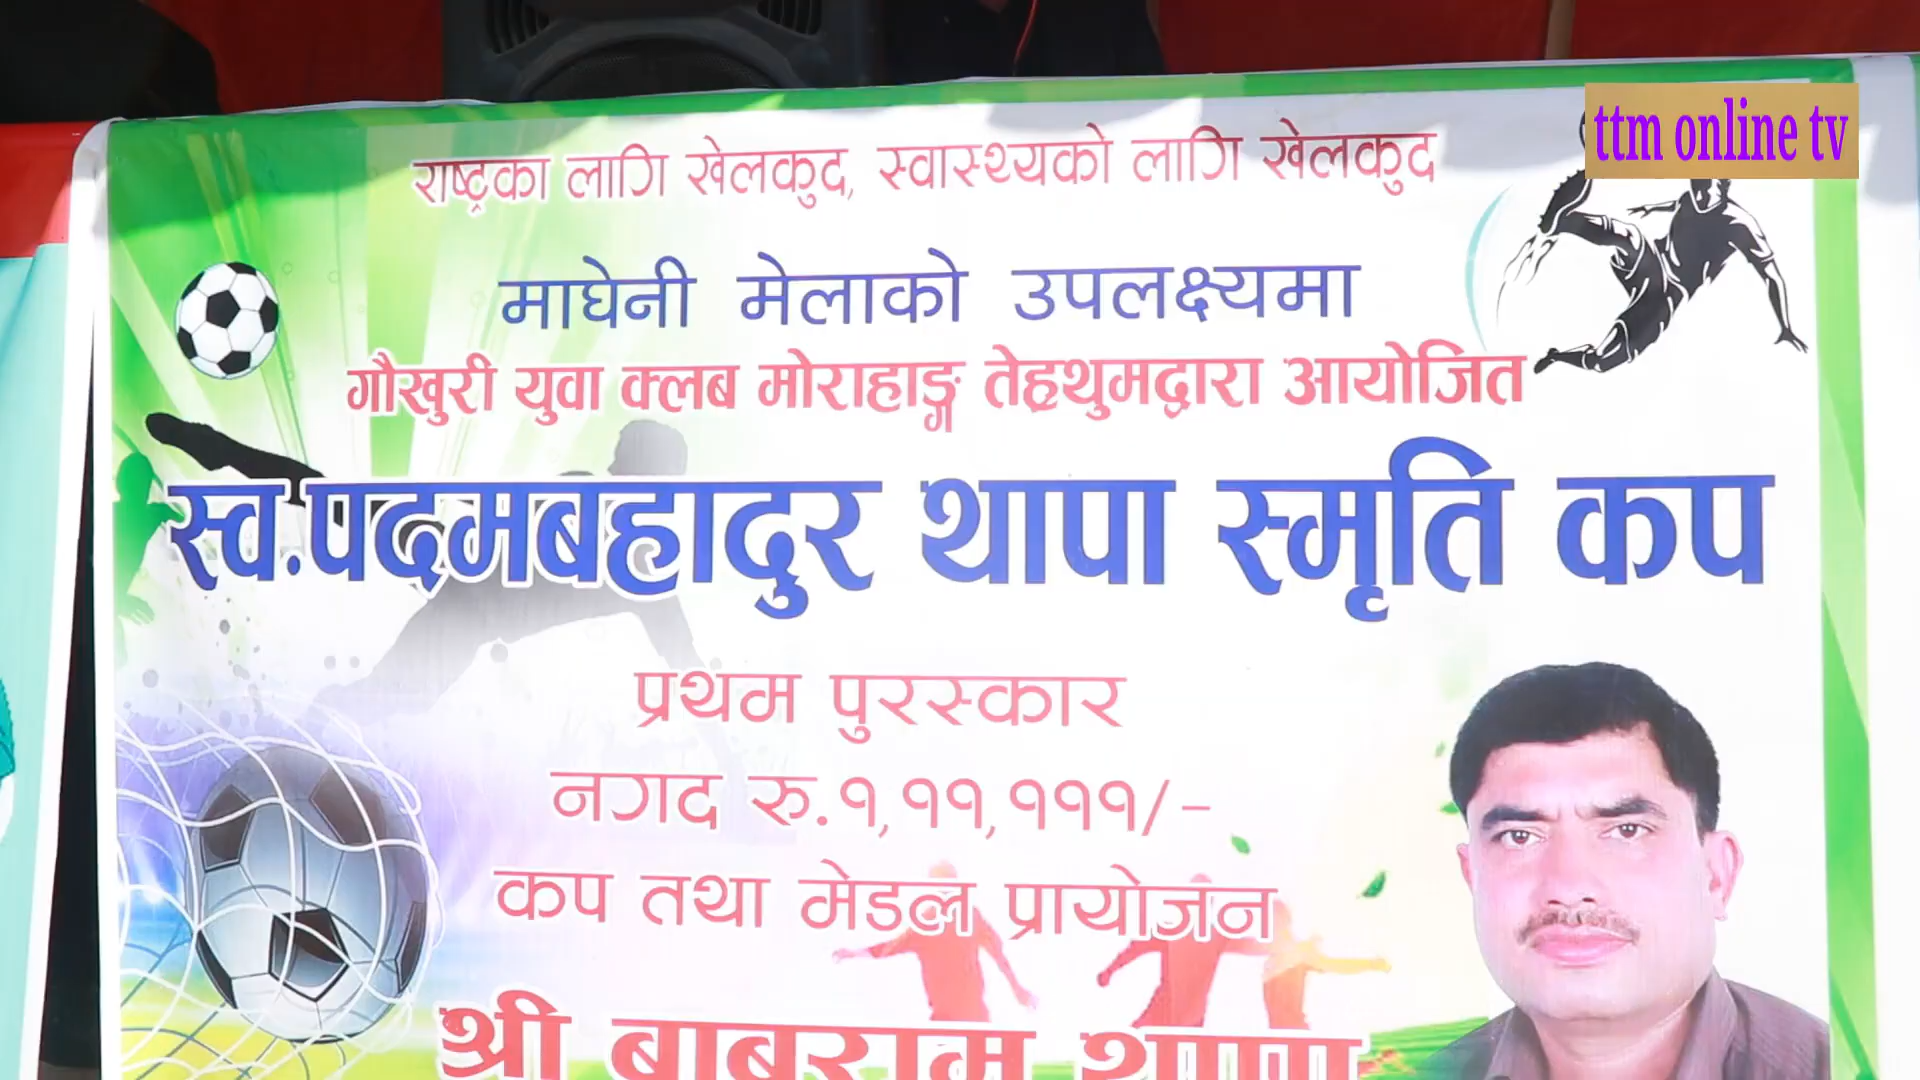 ttm online tv
राष्ट्रका लागि खेलकुद, स्वास्थ्यको लागि खेलकुद
माघेनी मेलाको उपलक्ष्यमा
गौखुरी युवा क्लब मोराहाङ्ग तेह्रथुमद्वारा आयोजित
स्व.पदमबहादुर थापा स्मृति कप
प्रथम पुरस्कार
नगद रु.१,११,१११/-
कप तथा मेडल प्रायोजन
श्री बाबुराम थापा